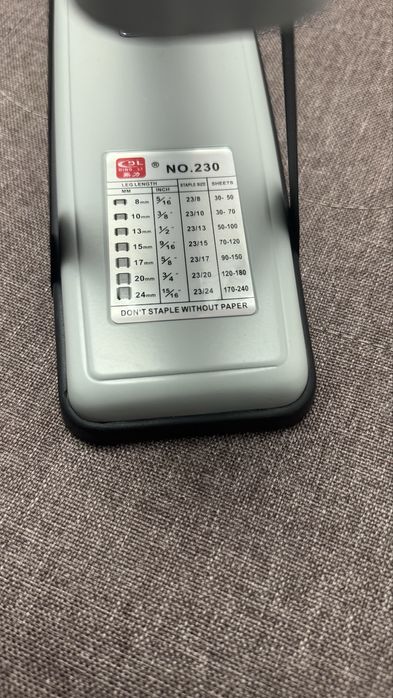 CDL
®
NO.230
LEG LENGTH STAPLE SIZE SHEETS
MM INCH
8mm 5/16" 23/8 30- 50
10mm 3/8" 23/10 30- 70
13mm 1/2" 23/13 50-100
15mm 9/16" 23/15 70-120
17mm 5/8" 23/17 90-150
20mm 3/4" 23/20 120-180
24mm 15/16" 23/24 170-240
DON'T STAPLE WITHOUT PAPER